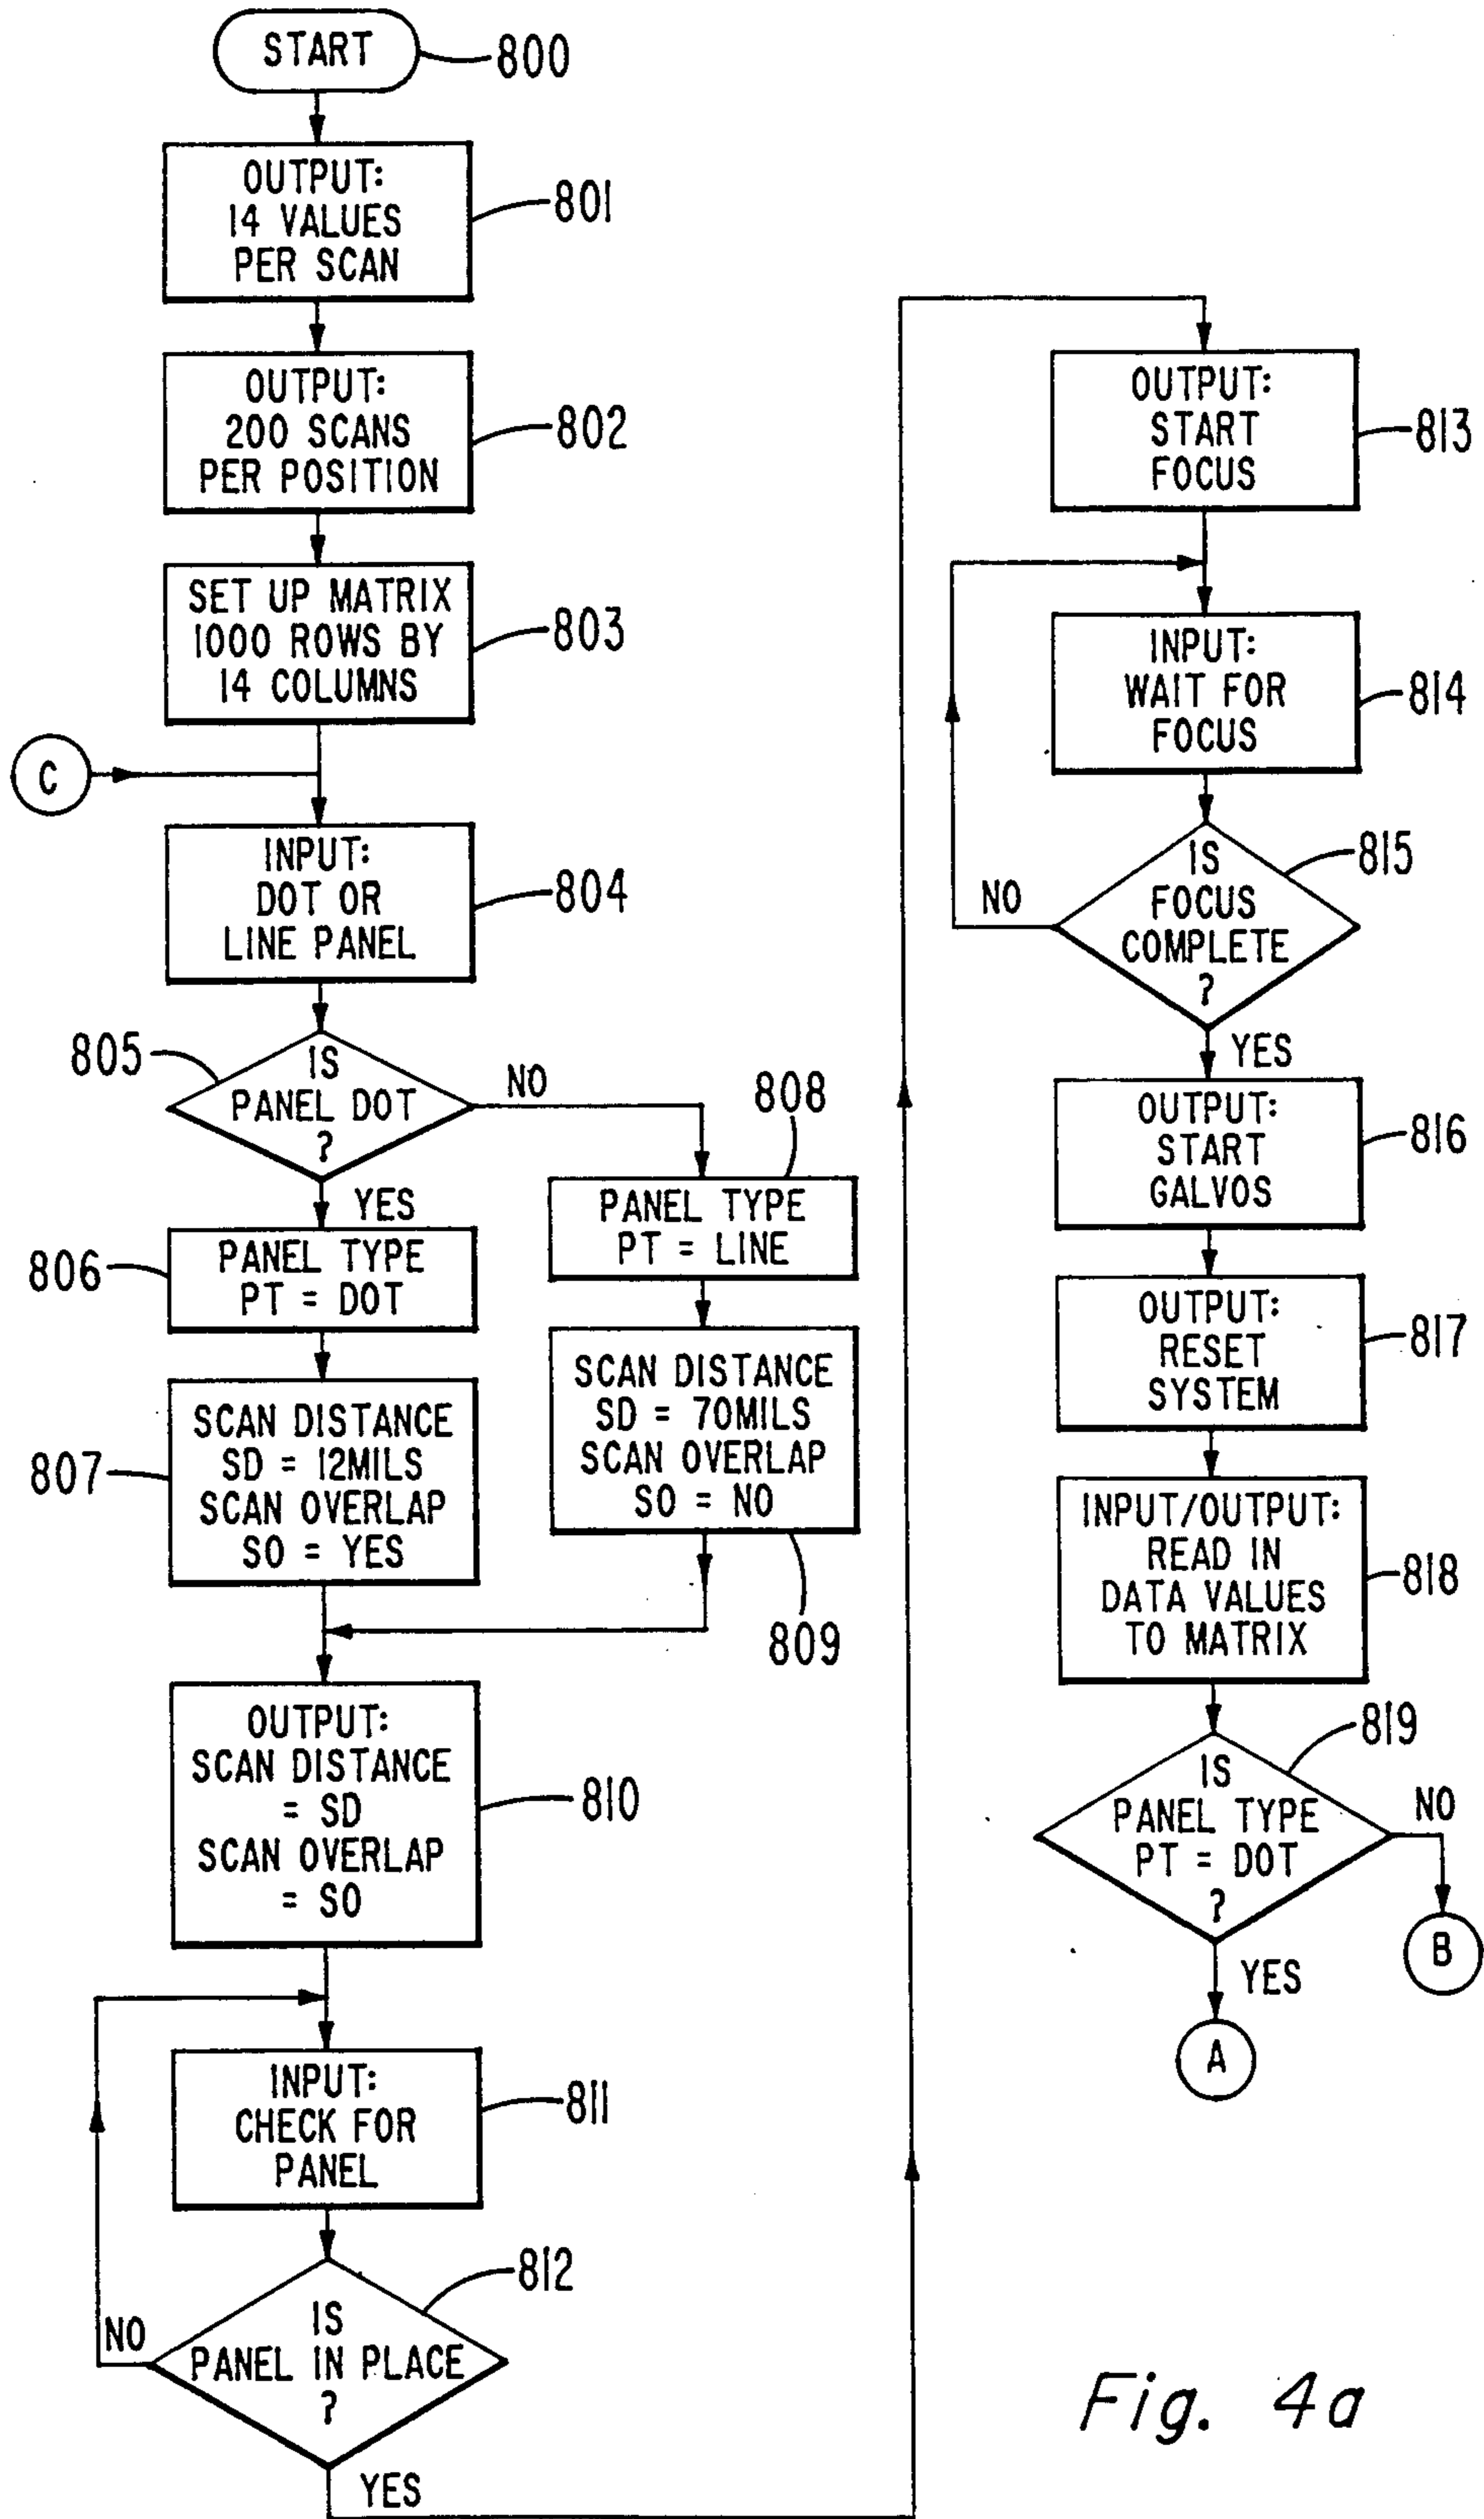 START
800
OUTPUT:
14 VALUES
PER SCAN
801
OUTPUT:
200 SCANS
PER POSITION
802
SET UP MATRIX
1000 ROWS BY
14 COLUMNS
803
C
INPUT:
DOT OR
LINE PANEL
804
805
IS
PANEL DOT
?
NO
YES
806
PANEL TYPE
PT = DOT
807
SCAN DISTANCE
SD = 12MILS
SCAN OVERLAP
SO = YES
808
PANEL TYPE
PT = LINE
SCAN DISTANCE
SD = 70MILS
SCAN OVERLAP
SO = NO
809
OUTPUT:
SCAN DISTANCE
= SD
SCAN OVERLAP
= SO
810
INPUT:
CHECK FOR
PANEL
811
812
IS
PANEL IN PLACE
?
NO
YES
OUTPUT:
START
FOCUS
813
INPUT:
WAIT FOR
FOCUS
814
815
IS
FOCUS
COMPLETE
?
NO
YES
OUTPUT:
START
GALVOS
816
OUTPUT:
RESET
SYSTEM
817
INPUT/OUTPUT:
READ IN
DATA VALUES
TO MATRIX
818
819
IS
PANEL TYPE
PT = DOT
?
NO
B
YES
A
Fig. 4a